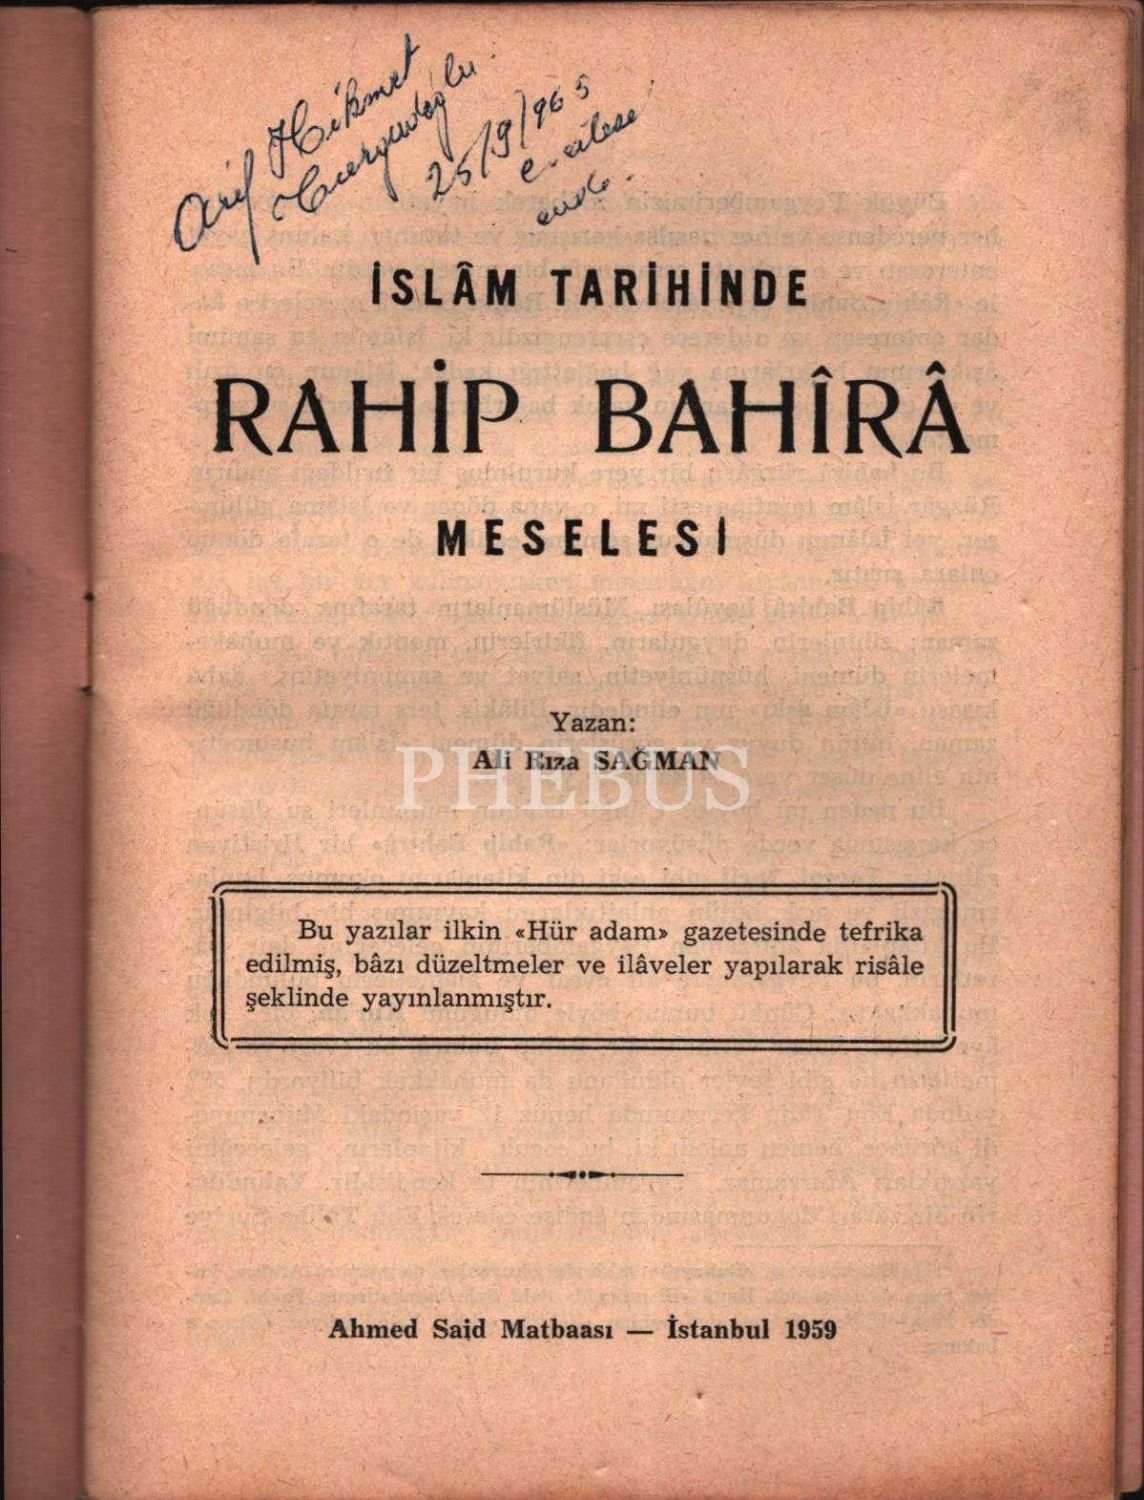 Arif Hikmet
25/9/965
İSLÂM TARİHİNDE
RAHİP BAHÎRÂ
MESELESİ
Yazan:
Ali Rıza SAĞMAN
PHEBUS
Bu yazılar ilkin «Hür adam» gazetesinde tefrika
edilmiş, bâzı düzeltmeler ve ilâveler yapılarak risâle
şeklinde yayınlanmıştır.
Ahmed Said Matbaası — İstanbul 1959